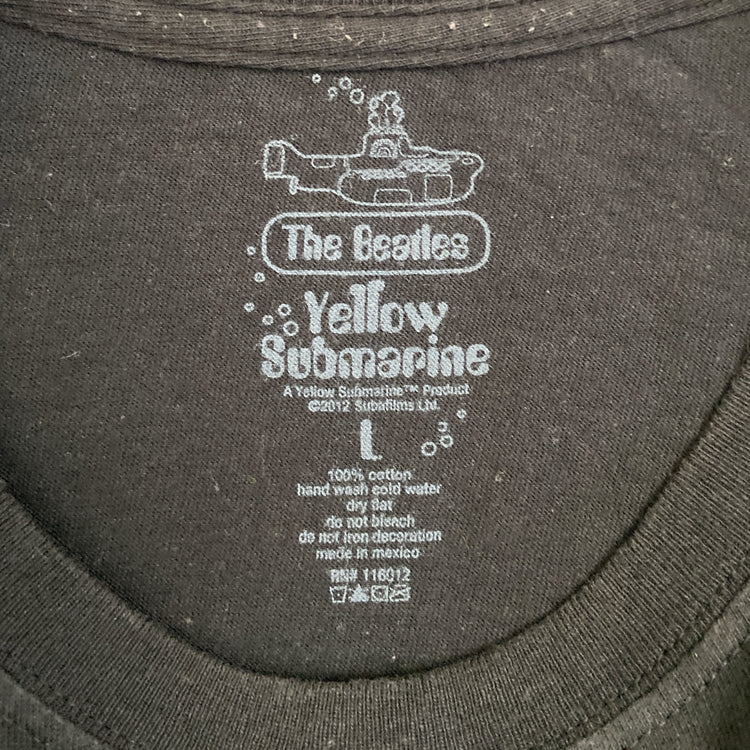 The Beatles
Yellow
Submarine
A Yellow Submarine™ Product
©2012 Subafilms Ltd.
L
100% cotton
hand wash cold water
dry flat
do not bleach
do not iron decoration
made in mexico
RN# 116012